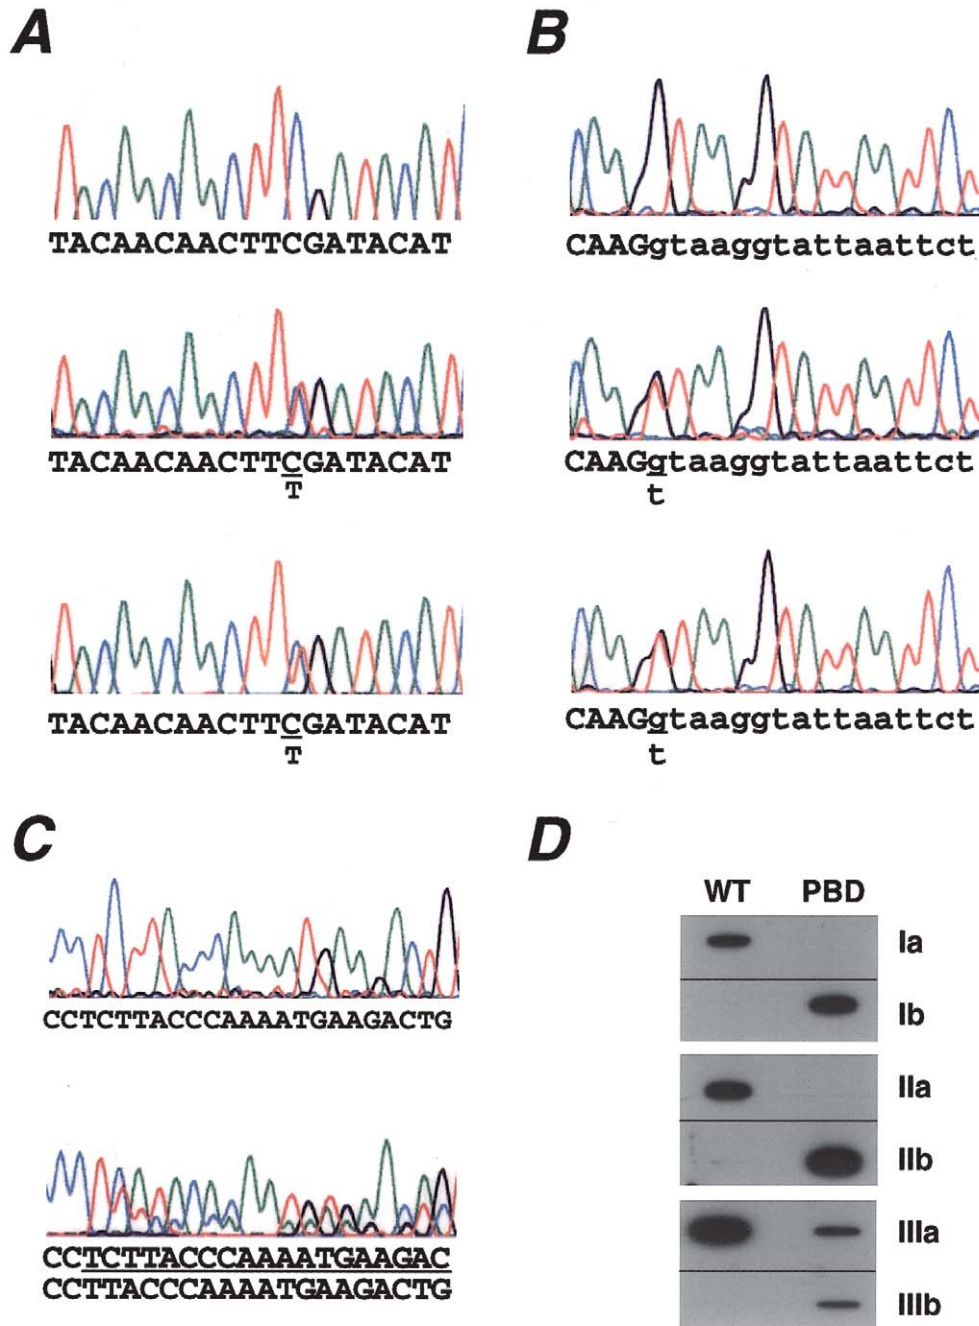 A
B
TACAACAACTTCGATACAT
CAAGgtaaggtattaattct
TACAACAACTTCGATACAT
T
CAAGgtaaggtattaattct
t
TACAACAACTTCGATACAT
T
CAAGgtaaggtattaattct
t
C
D
CCTCTTACCCAAAATGAAGACTG
CCTCTTACCCAAAATGAAGAC
CCTTACCCAAAATGAAGACTG
WT PBD
Ia
Ib
IIa
IIb
IIIa
IIIb